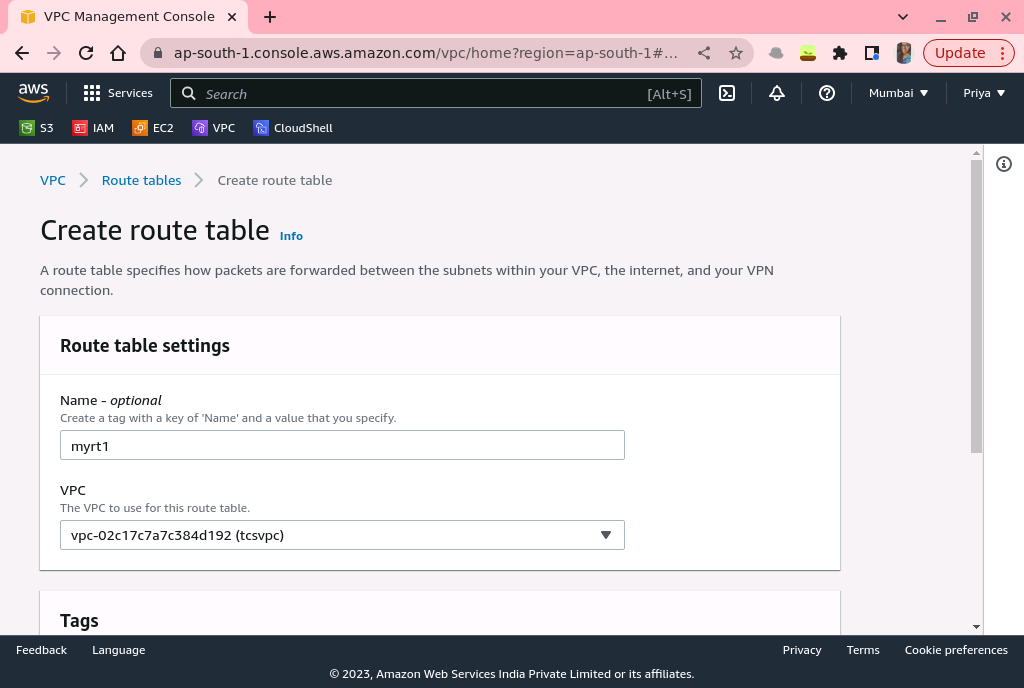 VPC Management Console
ap-south-1.console.aws.amazon.com/vpc/home?region=ap-south-1#...
Update
aws
Services
Search
[Alt+S]
Mumbai
Priya
S3
IAM
EC2
VPC
CloudShell
VPC
Route tables
Create route table
Create route table Info
A route table specifies how packets are forwarded between the subnets within your VPC, the internet, and your VPN
connection.
Route table settings
Name - optional
Create a tag with a key of 'Name' and a value that you specify.
myrt1
VPC
The VPC to use for this route table.
vpc-02c17c7a7c384d192 (tcsvpc)
Tags
Feedback
Language
Privacy
Terms
Cookie preferences
© 2023, Amazon Web Services India Private Limited or its affiliates.